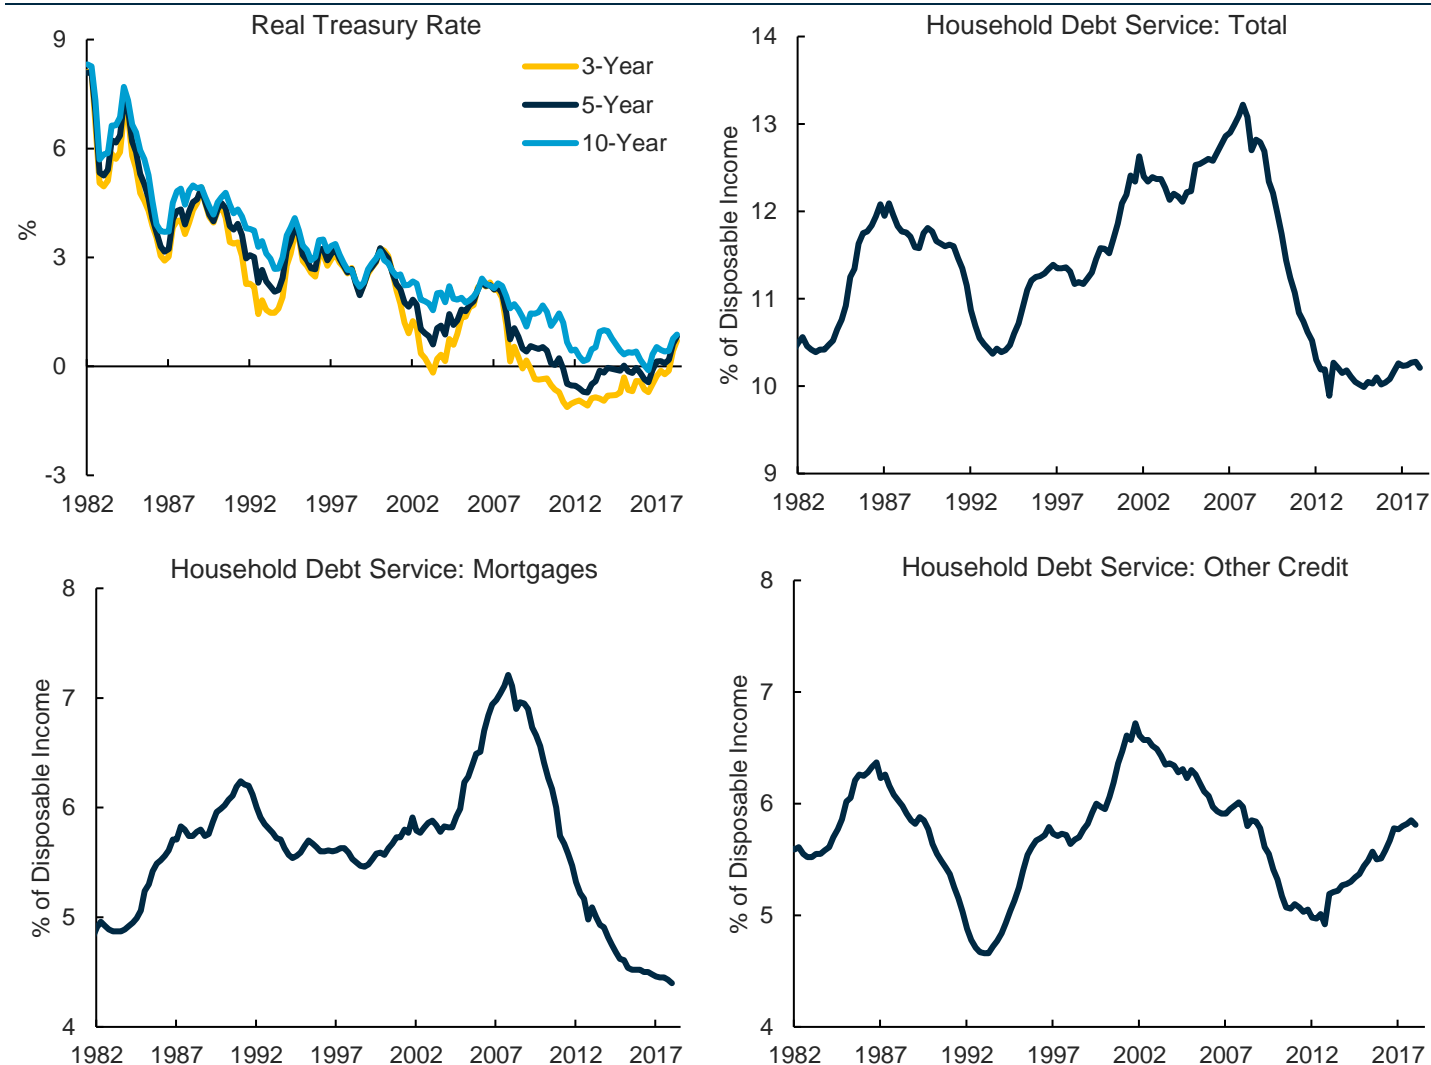 Real Treasury Rate
9
6
3
0
-3
%
3-Year
5-Year
10-Year
1982 1987 1992 1997 2002 2007 2012 2017
Household Debt Service: Total
14
13
12
11
10
9
% of Disposable Income
1982 1987 1992 1997 2002 2007 2012 2017
Household Debt Service: Mortgages
8
7
6
5
4
% of Disposable Income
1982 1987 1992 1997 2002 2007 2012 2017
Household Debt Service: Other Credit
8
7
6
5
4
% of Disposable Income
1982 1987 1992 1997 2002 2007 2012 2017